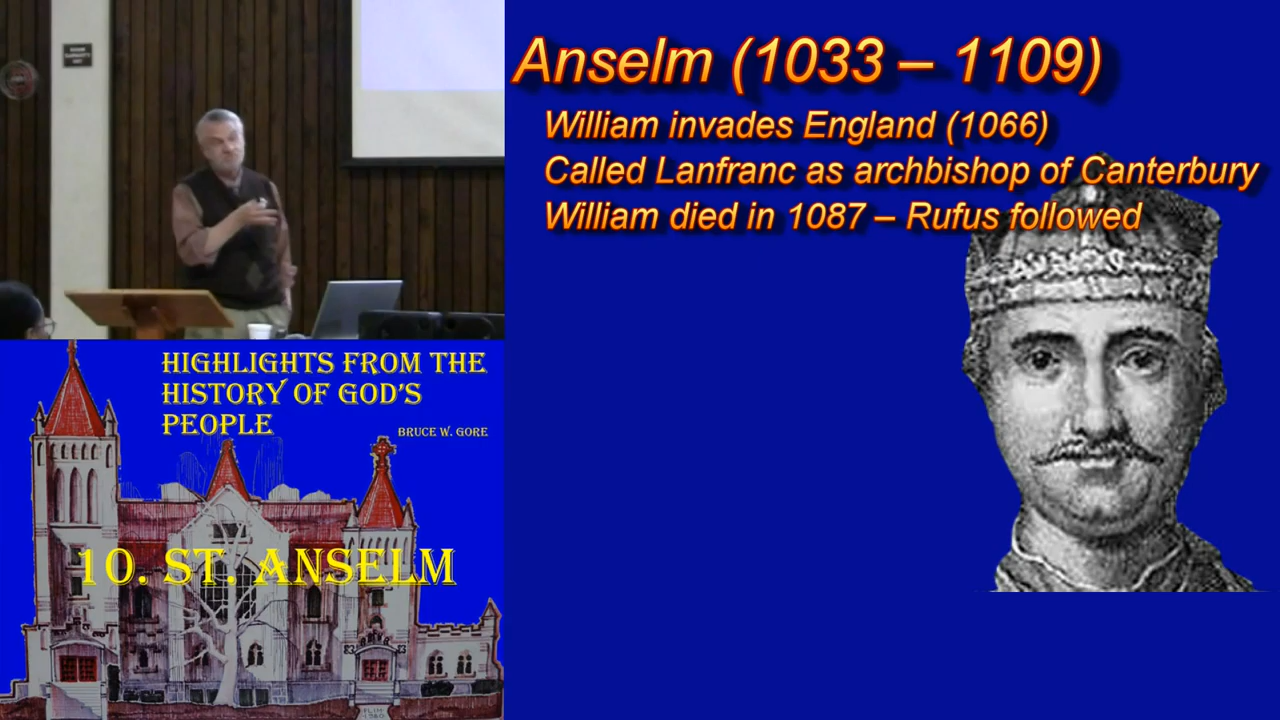 Anselm (1033 – 1109)
William invades England (1066)
Called Lanfranc as archbishop of Canterbury
William died in 1087 – Rufus followed
HIGHLIGHTS FROM THE
HISTORY OF GOD'S
PEOPLE
BRUCE W. GORE
10. ST. ANSELM